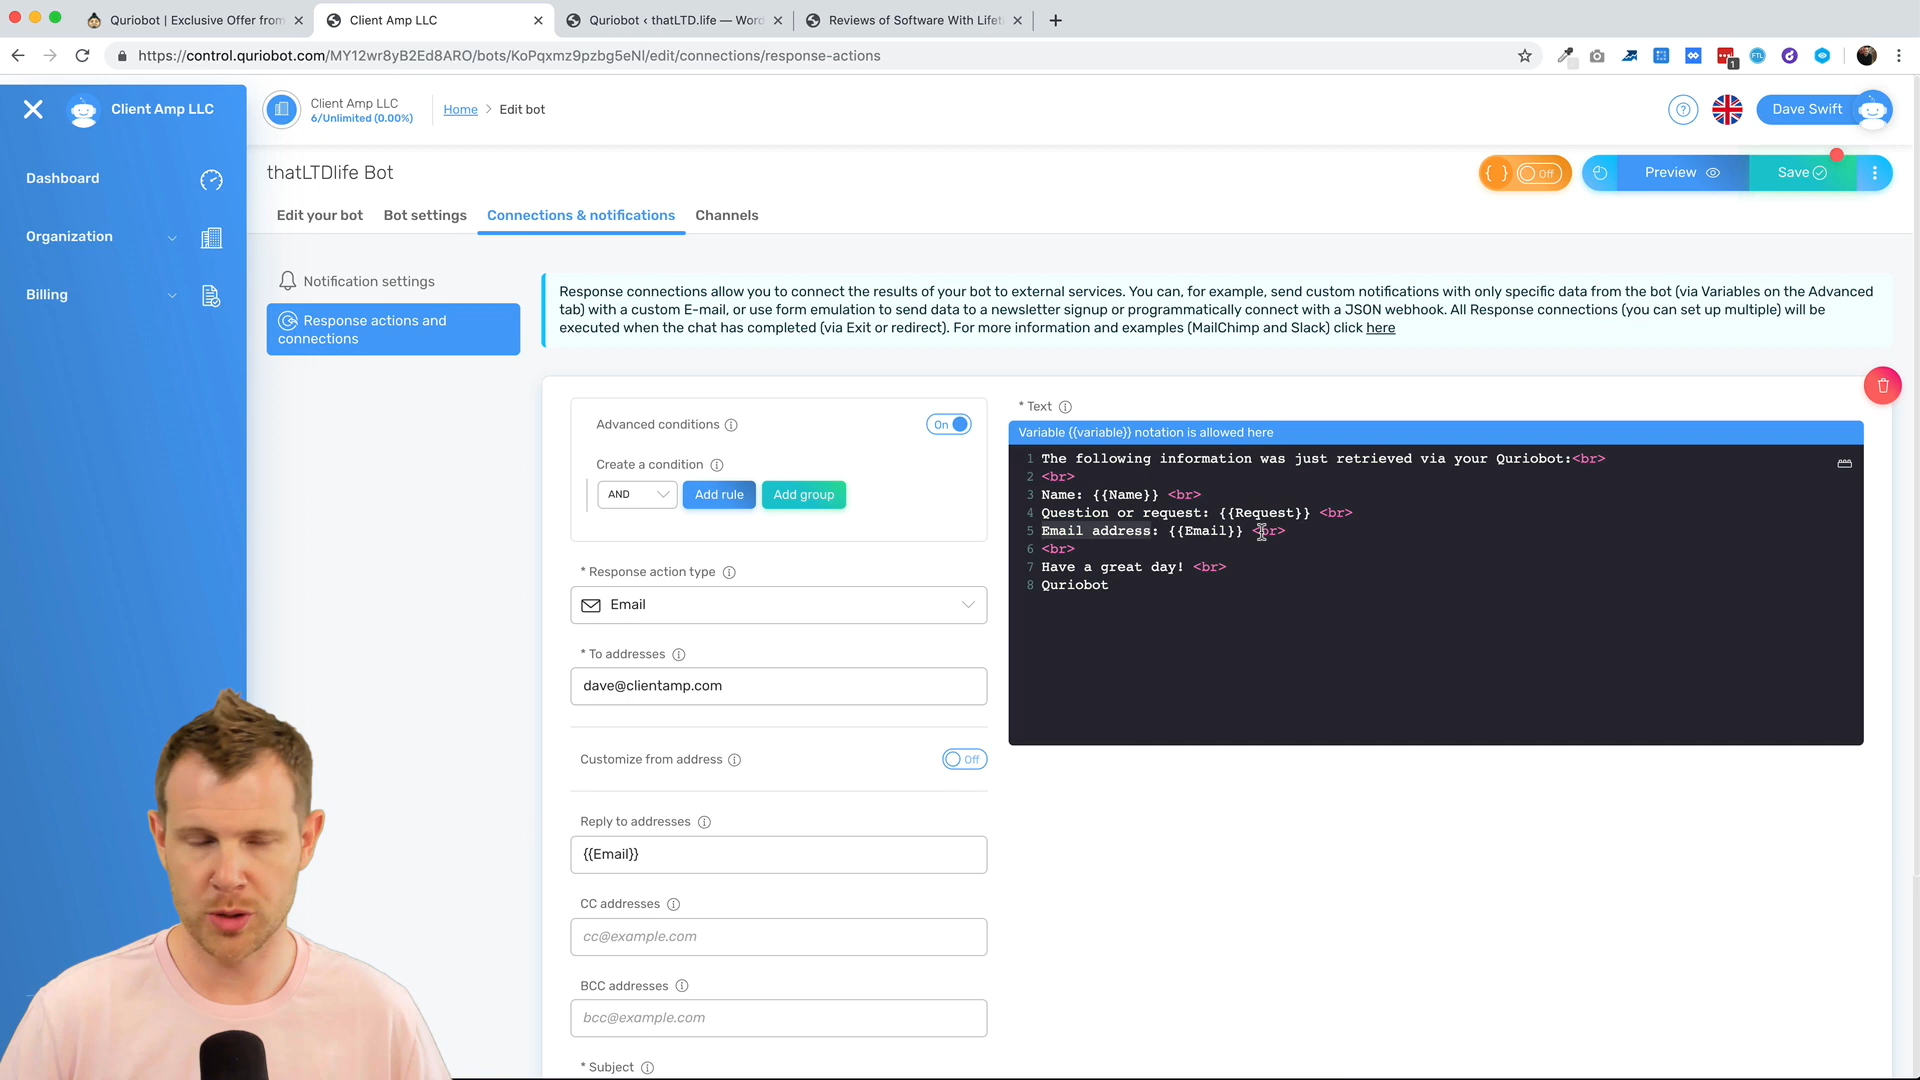 Quriobot | Exclusive Offer from
Client Amp LLC
Quriobot ‹ thatLTD.life — Word
Reviews of Software With Lifeti
https://control.quriobot.com/MY12wr8yB2Ed8ARO/bots/KoPqxmz9pzbg5eNl/edit/connections/response-actions
1
FTL
Client Amp LLC
Dashboard
Organization
Billing
Client Amp LLC
6/Unlimited (0.00%)
Home > Edit bot
Dave Swift
thatLTDlife Bot
{ } Off
Preview
Save
Edit your bot
Bot settings
Connections & notifications
Channels
Notification settings
Response actions and
connections
Response connections allow you to connect the results of your bot to external services. You can, for example, send custom notifications with only specific data from the bot (via Variables on the Advanced
tab) with a custom E-mail, or use form emulation to send data to a newsletter signup or programmatically connect with a JSON webhook. All Response connections (you can set up multiple) will be
executed when the chat has completed (via Exit or redirect). For more information and examples (MailChimp and Slack) click here
Advanced conditions
On
Create a condition
AND
Add rule
Add group
* Response action type
Email
* To addresses
dave@clientamp.com
Customize from address
Off
Reply to addresses
{{Email}}
CC addresses
cc@example.com
BCC addresses
bcc@example.com
* Subject
* Text
Variable {{variable}} notation is allowed here
1 The following information was just retrieved via your Quriobot:<br>
2 <br>
3 Name: {{Name}} <br>
4 Question or request: {{Request}} <br>
5 Email address: {{Email}} <br>
6 <br>
7 Have a great day! <br>
8 Quriobot